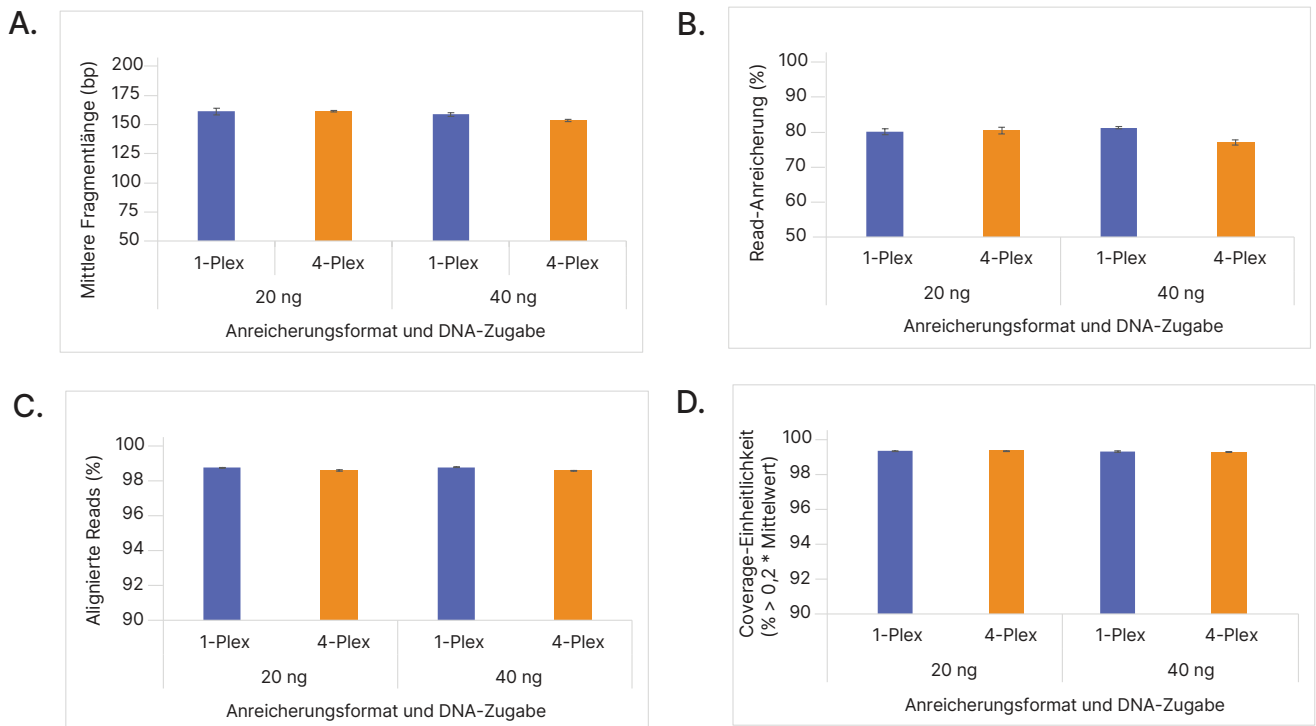 A.
Mittlere Fragmentlänge (bp)
200
175
150
125
100
75
50
1-Plex 4-Plex 1-Plex 4-Plex
20 ng 40 ng
Anreicherungsformat und DNA-Zugabe
B.
Read-Anreicherung (%)
100
90
80
70
60
50
1-Plex 4-Plex 1-Plex 4-Plex
20 ng 40 ng
Anreicherungsformat und DNA-Zugabe
C.
Alignierte Reads (%)
100
98
96
94
92
90
1-Plex 4-Plex 1-Plex 4-Plex
20 ng 40 ng
Anreicherungsformat und DNA-Zugabe
D.
Coverage-Einheitlichkeit
(% > 0,2 * Mittelwert)
100
98
96
94
92
90
1-Plex 4-Plex 1-Plex 4-Plex
20 ng 40 ng
Anreicherungsformat und DNA-Zugabe